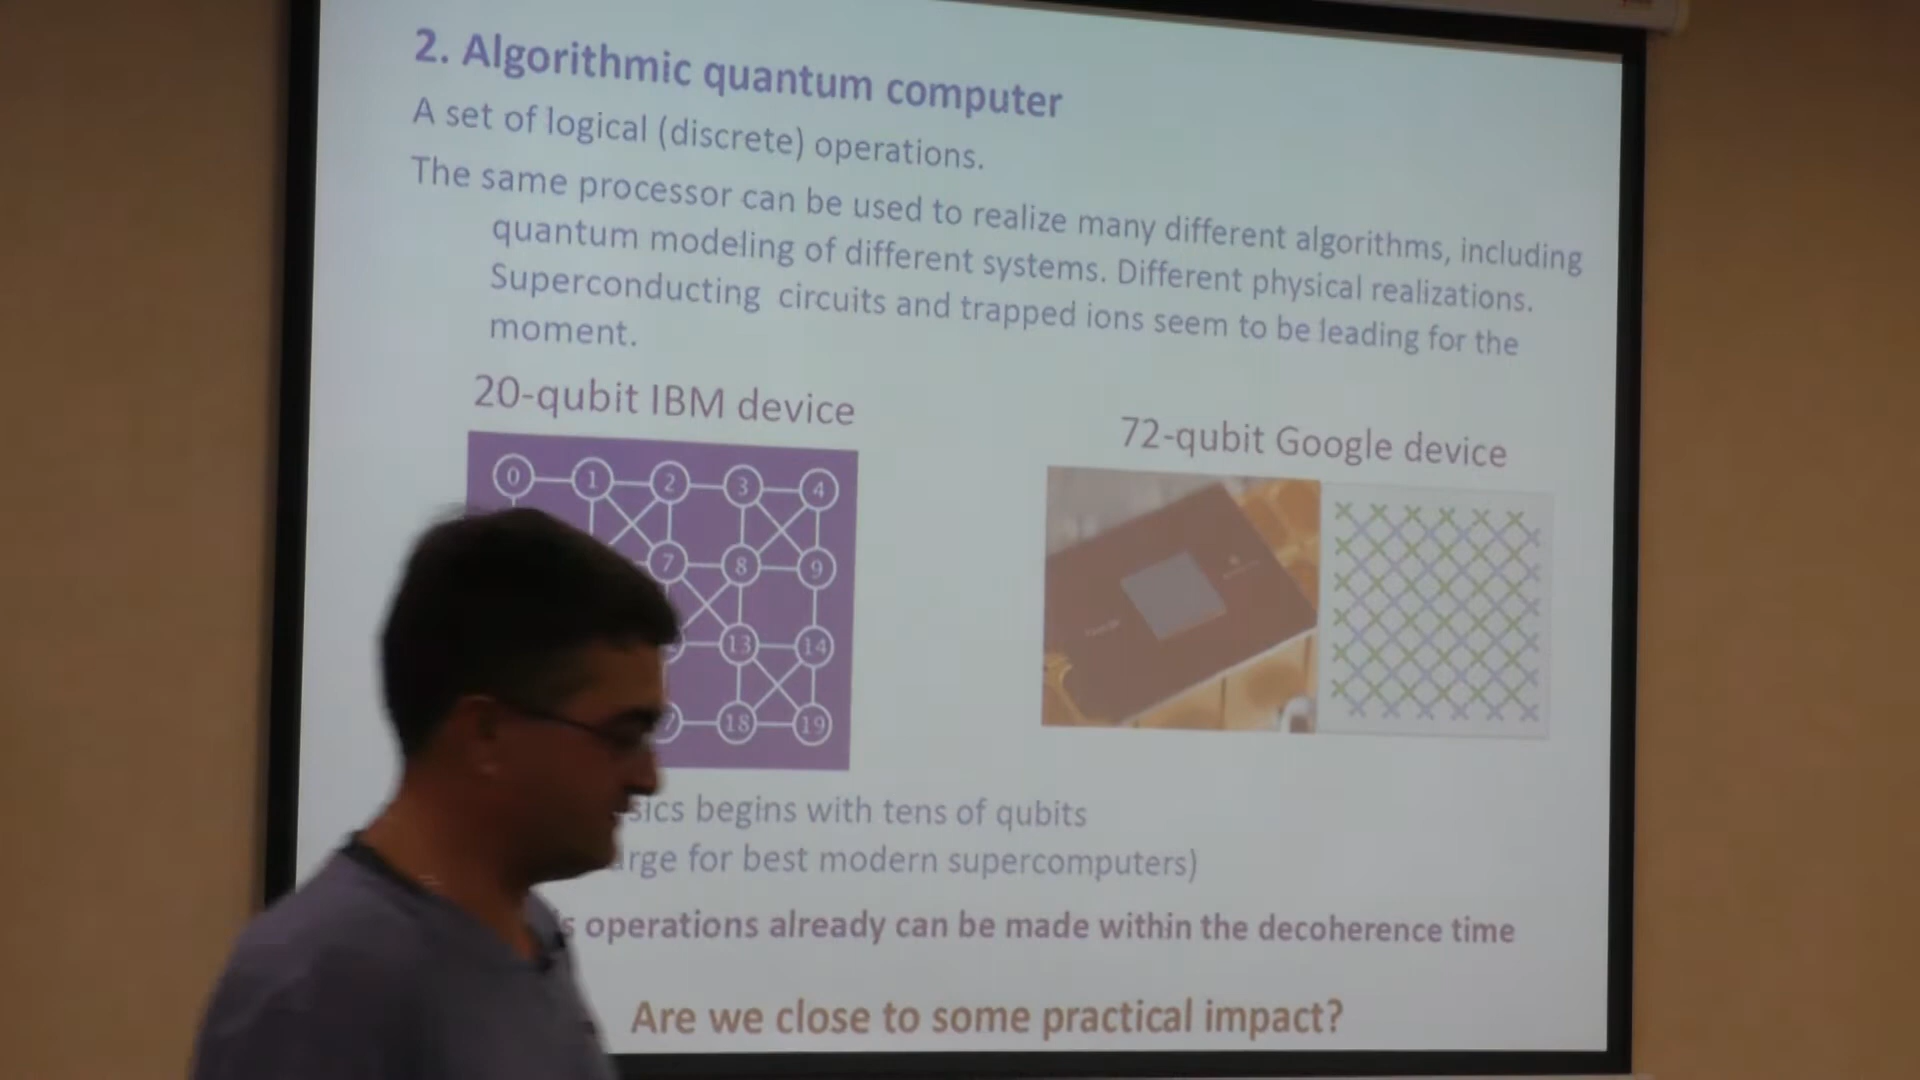 2. Algorithmic quantum computer
A set of logical (discrete) operations.
The same processor can be used to realize many different algorithms, including
quantum modeling of different systems. Different physical realizations.
Superconducting circuits and trapped ions seem to be leading for the
moment.
20-qubit IBM device
72-qubit Google device
0 1 2 3 4
7 8 9
13 14
18 19
begins with tens of qubits
for best modern supercomputers)
operations already can be made within the decoherence time
Are we close to some practical impact?